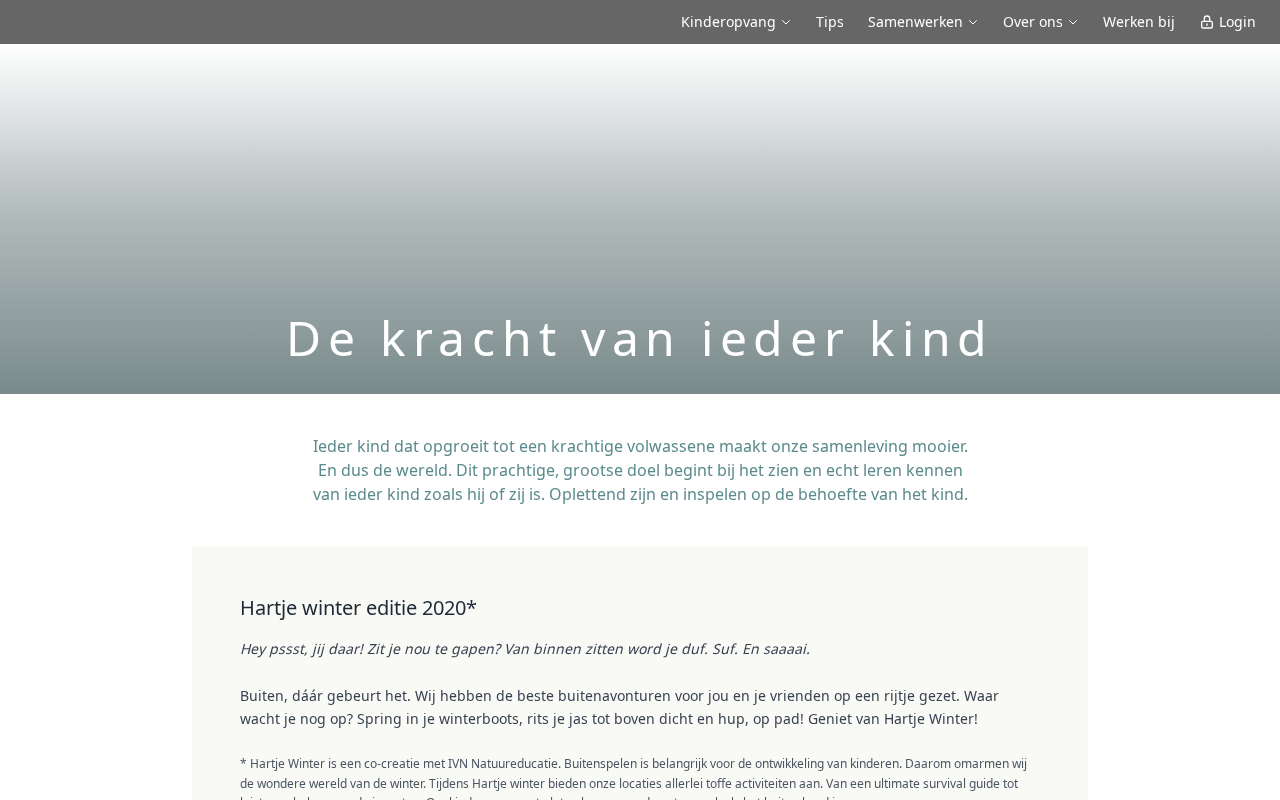 Kinderopvang Tips Samenwerken Over ons Werken bij Login
De kracht van ieder kind
Ieder kind dat opgroeit tot een krachtige volwassene maakt onze samenleving mooier.
En dus de wereld. Dit prachtige, grootse doel begint bij het zien en echt leren kennen
van ieder kind zoals hij of zij is. Oplettend zijn en inspelen op de behoefte van het kind.
Hartje winter editie 2020*
Hey pssst, jij daar! Zit je nou te gapen? Van binnen zitten word je duf. Suf. En saaaai.
Buiten, dáár gebeurt het. Wij hebben de beste buitenavonturen voor jou en je vrienden op een rijtje gezet. Waar
wacht je nog op? Spring in je winterboots, rits je jas tot boven dicht en hup, op pad! Geniet van Hartje Winter!
* Hartje Winter is een co-creatie met IVN Natuureducatie. Buitenspelen is belangrijk voor de ontwikkeling van kinderen. Daarom omarmen wij
de wondere wereld van de winter. Tijdens Hartje winter bieden onze locaties allerlei toffe activiteiten aan. Van een ultimate survival guide tot